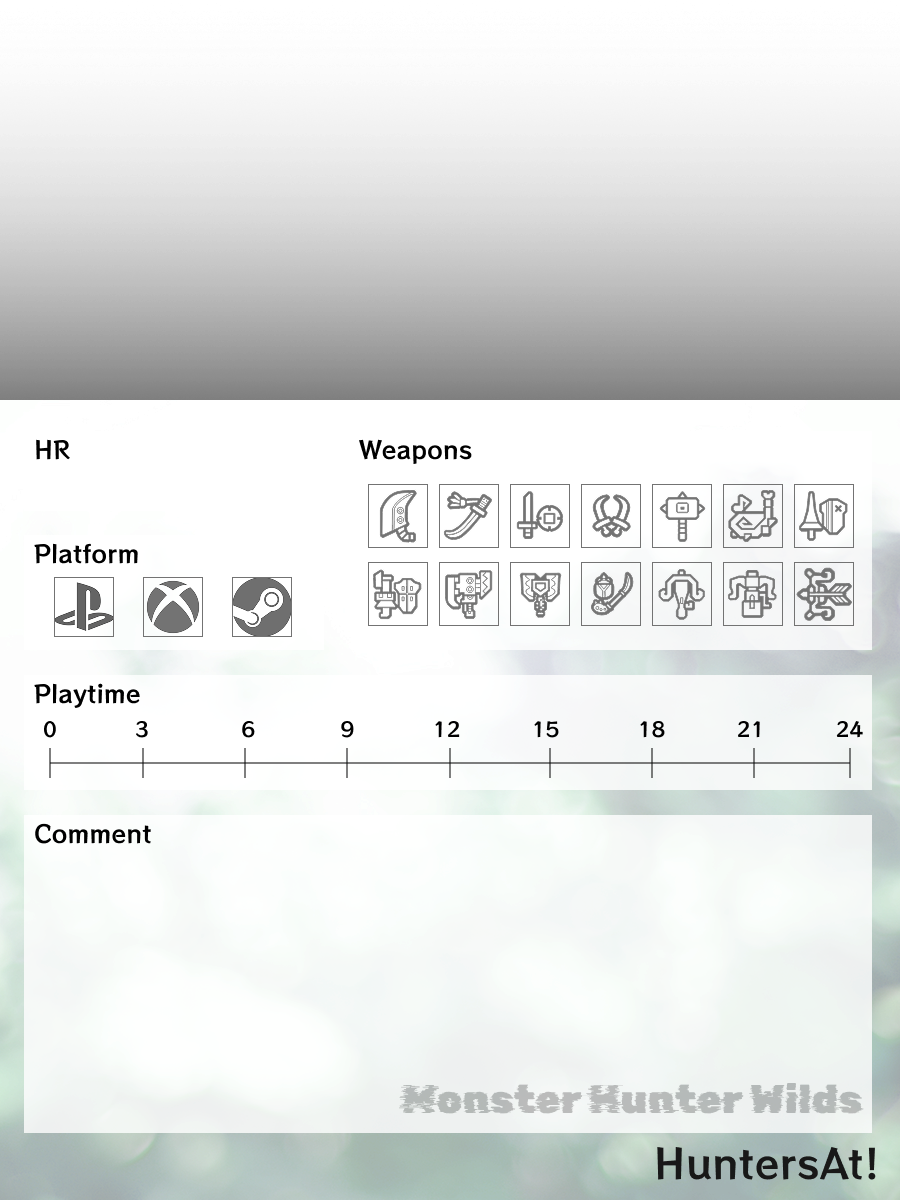 HR
Weapons
Platform
Playtime
0 3 6 9 12 15 18 21 24
Comment
Monster Hunter Wilds
HuntersAt!